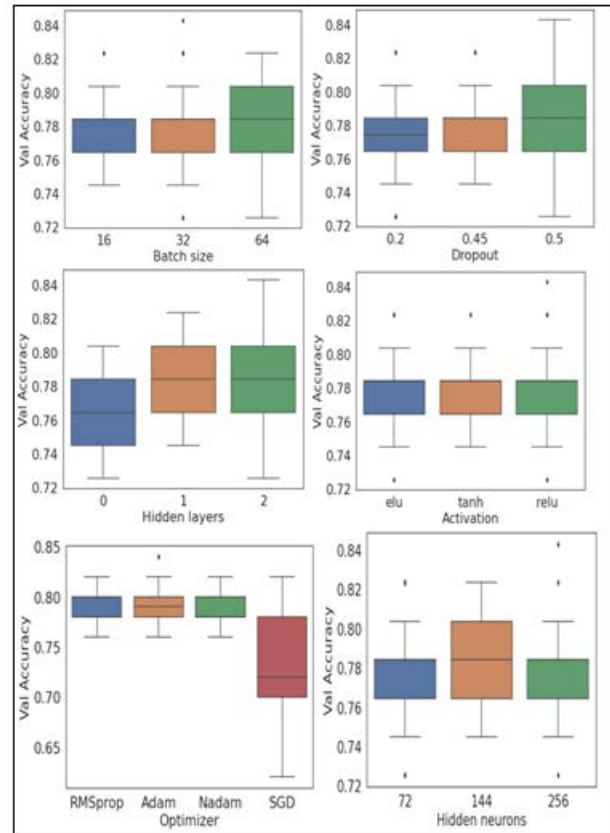 Val Accuracy
0.84
0.82
0.80
0.78
0.76
0.74
0.72
16 32 64
Batch size
Val Accuracy
0.84
0.82
0.80
0.78
0.76
0.74
0.72
0.2 0.45 0.5
Dropout
Val Accuracy
0.84
0.82
0.80
0.78
0.76
0.74
0.72
0 1 2
Hidden layers
Val Accuracy
0.84
0.82
0.80
0.78
0.76
0.74
0.72
elu tanh relu
Activation
Val Accuracy
0.85
0.80
0.75
0.70
0.65
RMSprop Adam Nadam SGD
Optimizer
Val Accuracy
0.84
0.82
0.80
0.78
0.76
0.74
0.72
72 144 256
Hidden neurons